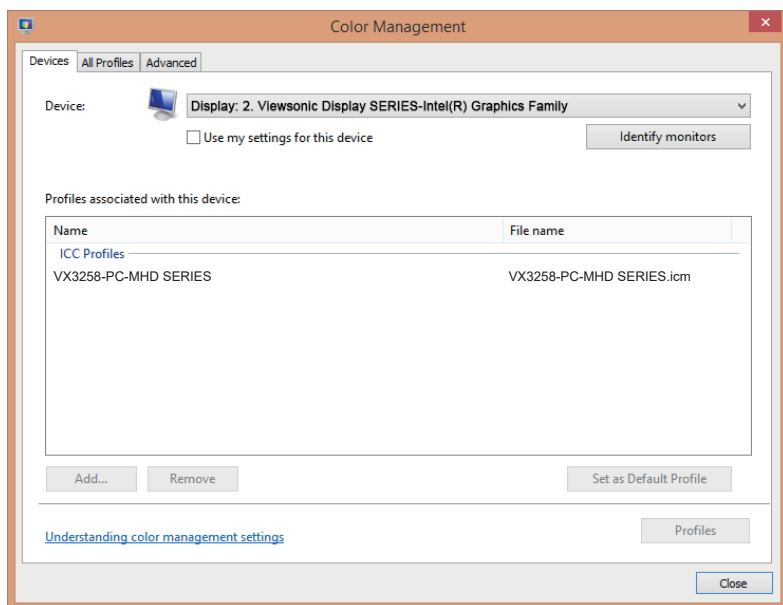 Color Management
Devices All Profiles Advanced
Device: Display: 2. Viewsonic Display SERIES-Intel(R) Graphics Family
Use my settings for this device Identify monitors
Profiles associated with this device:
Name File name
ICC Profiles
VX3258-PC-MHD SERIES VX3258-PC-MHD SERIES.icm
Add... Remove Set as Default Profile
Understanding color management settings Profiles
Close